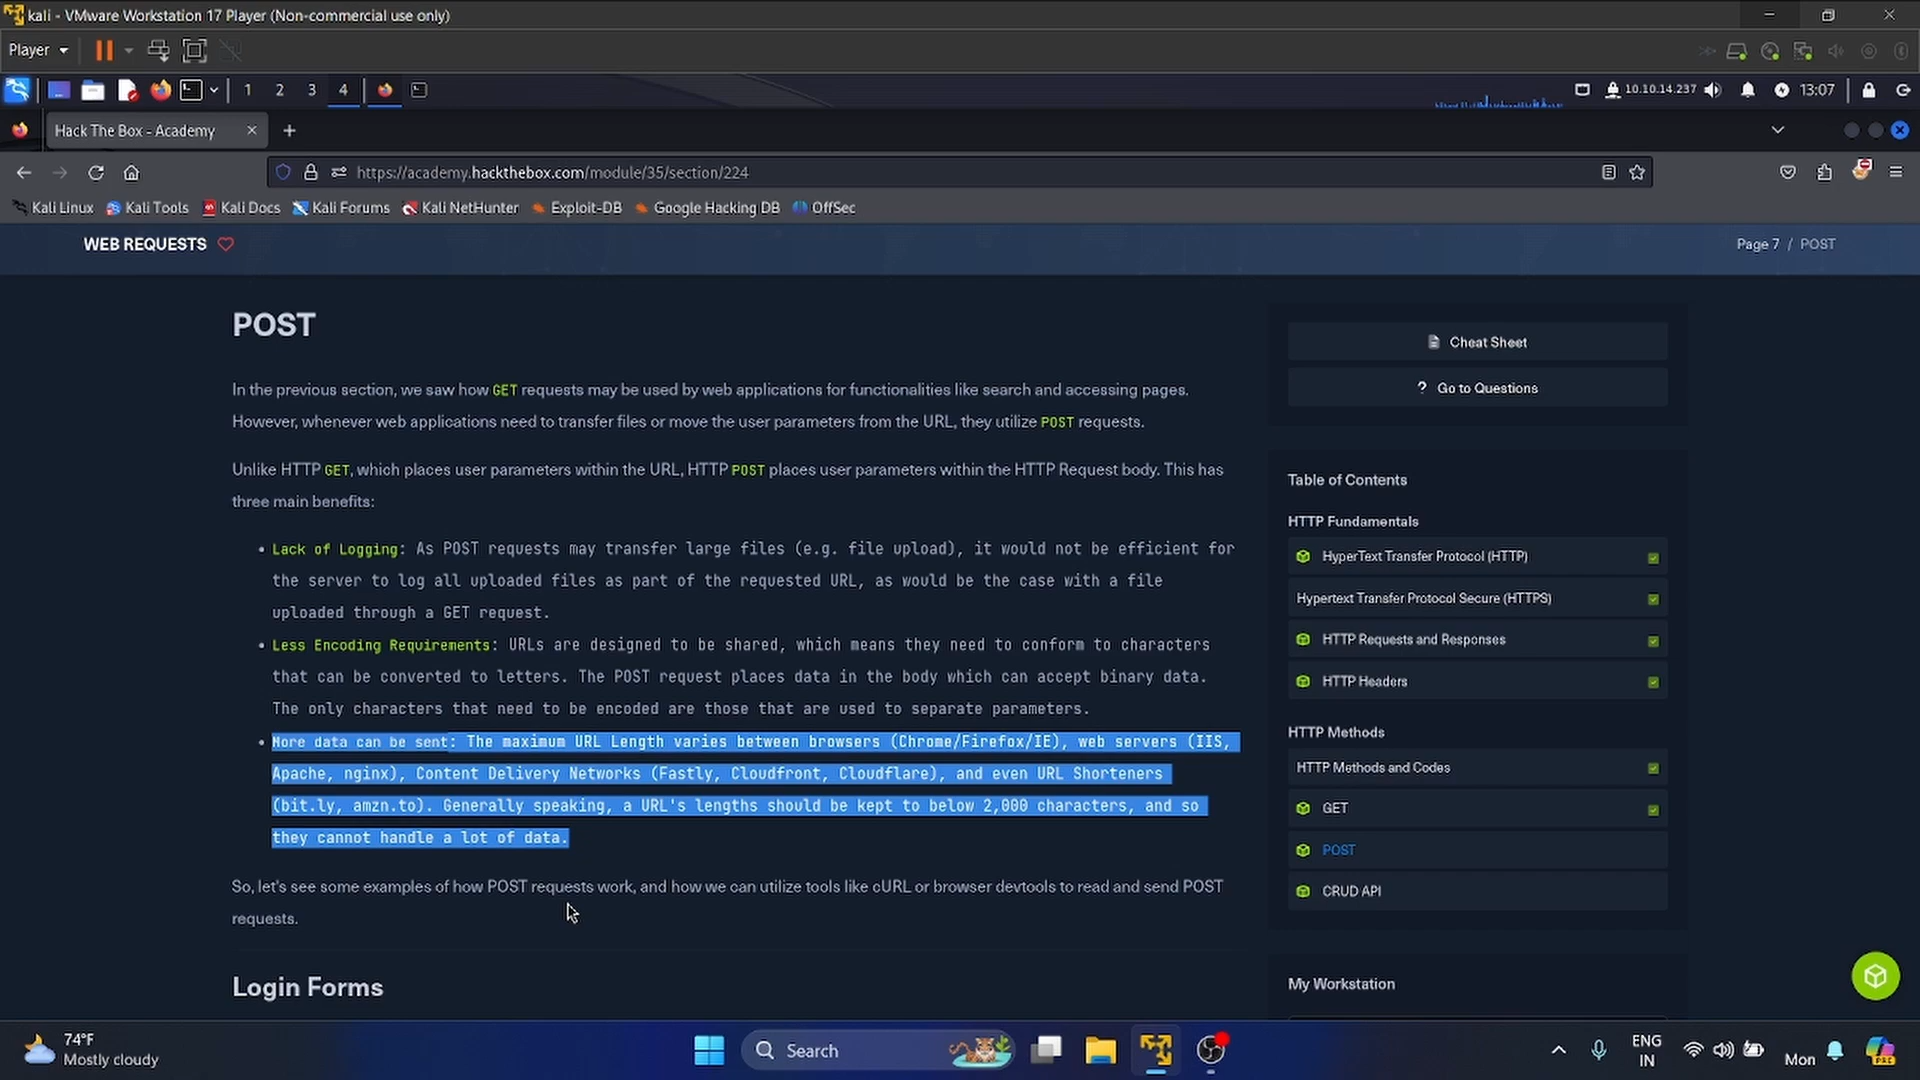 kali - VMware Workstation 17 Player (Non-commercial use only)
Player
1 2 3 4
10.10.14.237
13:07
Hack The Box - Academy
https://academy.hackthebox.com/module/35/section/224
Kali Linux Kali Tools Kali Docs Kali Forums Kali NetHunter Exploit-DB Google Hacking DB OffSec
WEB REQUESTS
Page 7 / POST
POST
In the previous section, we saw how GET requests may be used by web applications for functionalities like search and accessing pages.
However, whenever web applications need to transfer files or move the user parameters from the URL, they utilize POST requests.
Unlike HTTP GET, which places user parameters within the URL, HTTP POST places user parameters within the HTTP Request body. This has
three main benefits:
• Lack of Logging: As POST requests may transfer large files (e.g. file upload), it would not be efficient for
the server to log all uploaded files as part of the requested URL, as would be the case with a file
uploaded through a GET request.
• Less Encoding Requirements: URLs are designed to be shared, which means they need to conform to characters
that can be converted to letters. The POST request places data in the body which can accept binary data.
The only characters that need to be encoded are those that are used to separate parameters.
• More data can be sent: The maximum URL Length varies between browsers (Chrome/Firefox/IE), web servers (IIS,
Apache, nginx), Content Delivery Networks (Fastly, Cloudfront, Cloudflare), and even URL Shorteners
(bit.ly, amzn.to). Generally speaking, a URL's lengths should be kept to below 2,000 characters, and so
they cannot handle a lot of data.
So, let's see some examples of how POST requests work, and how we can utilize tools like cURL or browser devtools to read and send POST
requests.
Login Forms
Cheat Sheet
? Go to Questions
Table of Contents
HTTP Fundamentals
HyperText Transfer Protocol (HTTP)
Hypertext Transfer Protocol Secure (HTTPS)
HTTP Requests and Responses
HTTP Headers
HTTP Methods
HTTP Methods and Codes
GET
POST
CRUD API
My Workstation
74°F
Mostly cloudy
Search
ENG
IN
Mon